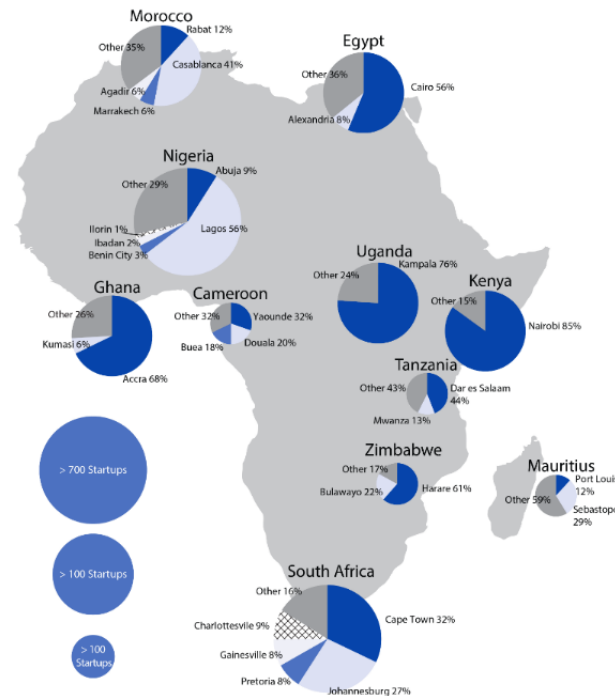 Morocco
Rabat 12%
Other 35%
Casablanca 41%
Agadir 6%
Marrakech 6%
Egypt
Other 36%
Cairo 56%
Alexandria 8%
Nigeria
Abuja 9%
Other 29%
Lagos 56%
Ilorin 1%
Ibadan 2%
Benin City 3%
Uganda
Kampala 76%
Other 24%
Kenya
Other 15%
Nairobi 85%
Ghana
Other 26%
Kumasi 6%
Accra 68%
Cameroon
Other 32%
Yaounde 32%
Buea 18%
Douala 20%
Tanzania
Other 43%
Dar es Salaam
44%
Mwanza 13%
Zimbabwe
Other 17%
Bulawayo 22%
Harare 61%
Mauritius
Port Louis
12%
Other 59%
Sebastopo
29%
> 700 Startups
> 100 Startups
> 100
Startups
South Africa
Other 16%
Cape Town 32%
Charlottesvile 9%
Gainesville 8%
Pretoria 8%
Johannesburg 27%